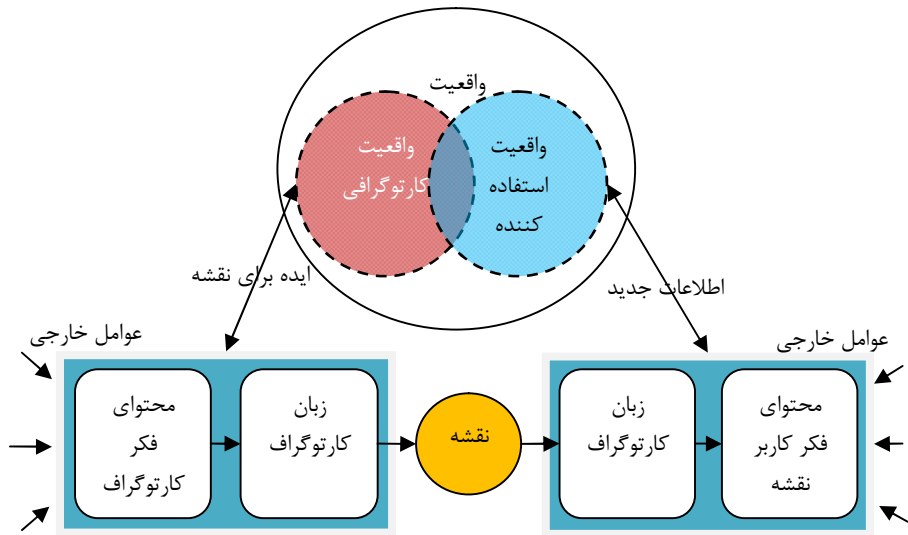 واقعیت
واقعیت
کارتوگرافی
واقعیت
استفاده
کننده
ایده برای نقشه
اطلاعات جدید
عوامل خارجی
عوامل خارجی
محتوای
فکر
کارتوگراف
زبان
کارتوگراف
نقشه
زبان
کارتوگراف
محتوای
فکر کاربر
نقشه